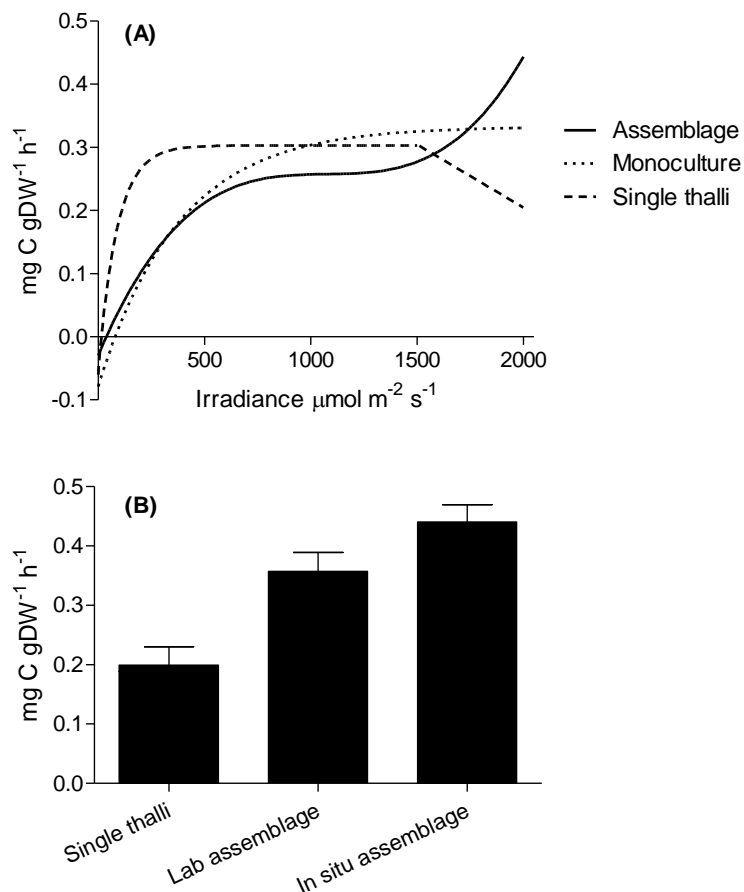 (A)
0.5
0.4
0.3
0.2
0.1
0.0
-0.1
mg C gDW⁻¹ h⁻¹
500 1000 1500 2000
Irradiance μmol m⁻² s⁻¹
Assemblage
Monoculture
Single thalli
(B)
0.5
0.4
0.3
0.2
0.1
0.0
mg C gDW⁻¹ h⁻¹
Single thalli
Lab assemblage
In situ assemblage